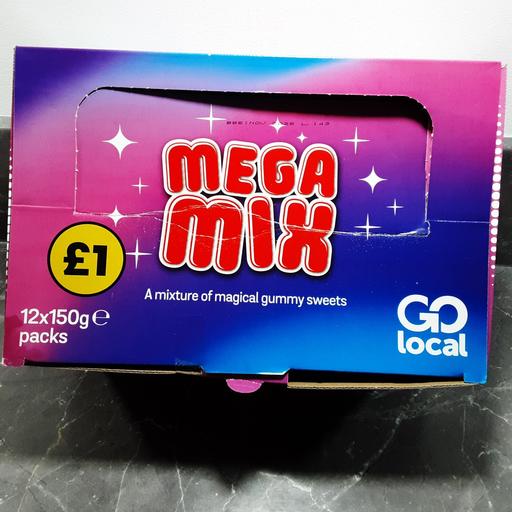 MEGA
MIX
£1
A mixture of magical gummy sweets
12x150g ℮
packs
GO
local